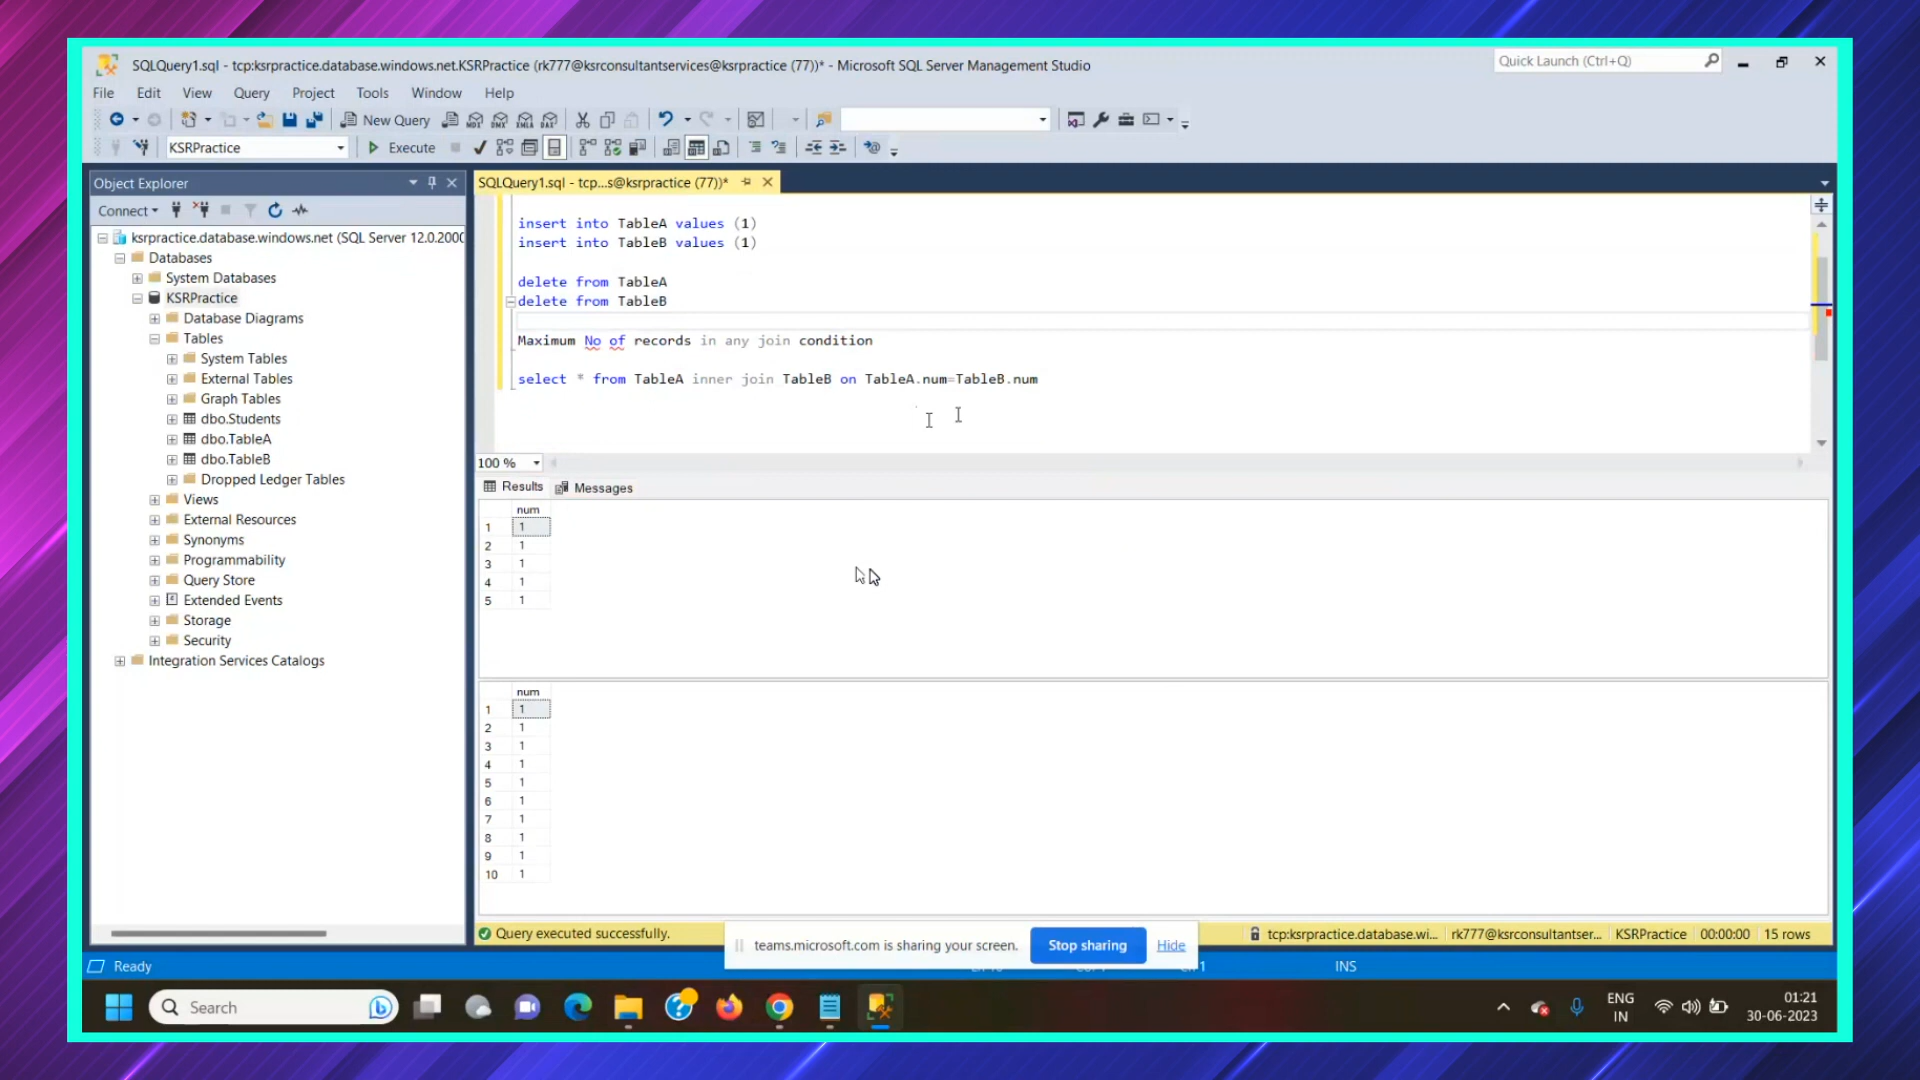 SQLQuery1.sql - tcp:ksrpractice.database.windows.net.KSRPractice (rk777@ksrconsultantservices@ksrpractice (77))* - Microsoft SQL Server Management Studio
Quick Launch (Ctrl+Q)
File Edit View Query Project Tools Window Help
New Query
KSRPractice
Execute
Object Explorer
SQLQuery1.sql - tcp...s@ksrpractice (77))*
Connect
ksrpractice.database.windows.net (SQL Server 12.0.2000
Databases
System Databases
KSRPractice
Database Diagrams
Tables
System Tables
External Tables
Graph Tables
dbo.Students
dbo.TableA
dbo.TableB
Dropped Ledger Tables
Views
External Resources
Synonyms
Programmability
Query Store
Extended Events
Storage
Security
Integration Services Catalogs
insert into TableA values (1)
insert into TableB values (1)
delete from TableA
delete from TableB
Maximum No of records in any join condition
select * from TableA inner join TableB on TableA.num=TableB.num
100 %
Results Messages
num
1 1
2 1
3 1
4 1
5 1
num
1 1
2 1
3 1
4 1
5 1
6 1
7 1
8 1
9 1
10 1
Query executed successfully.
tcp:ksrpractice.database.wi... rk777@ksrconsultantser... KSRPractice 00:00:00 15 rows
teams.microsoft.com is sharing your screen. Stop sharing Hide
Ready
INS
Search
ENG
IN
01:21
30-06-2023